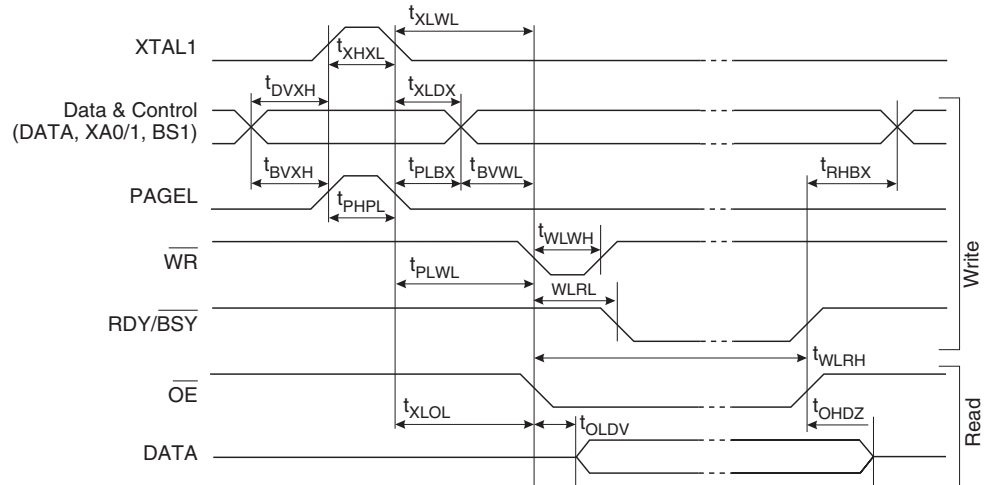 t_XLWL
XTAL1
t_XHXL
t_DVXH
t_XLDX
Data & Control
(DATA, XA0/1, BS1)
t_BVXH
t_PLBX
t_BVWL
t_RHBX
PAGEL
t_PHPL
t_WLWH
WR
t_PLWL
WLRL
RDY/BSY
t_WLRH
OE
t_XLOL
t_OLDV
t_OHDZ
DATA
Write
Read